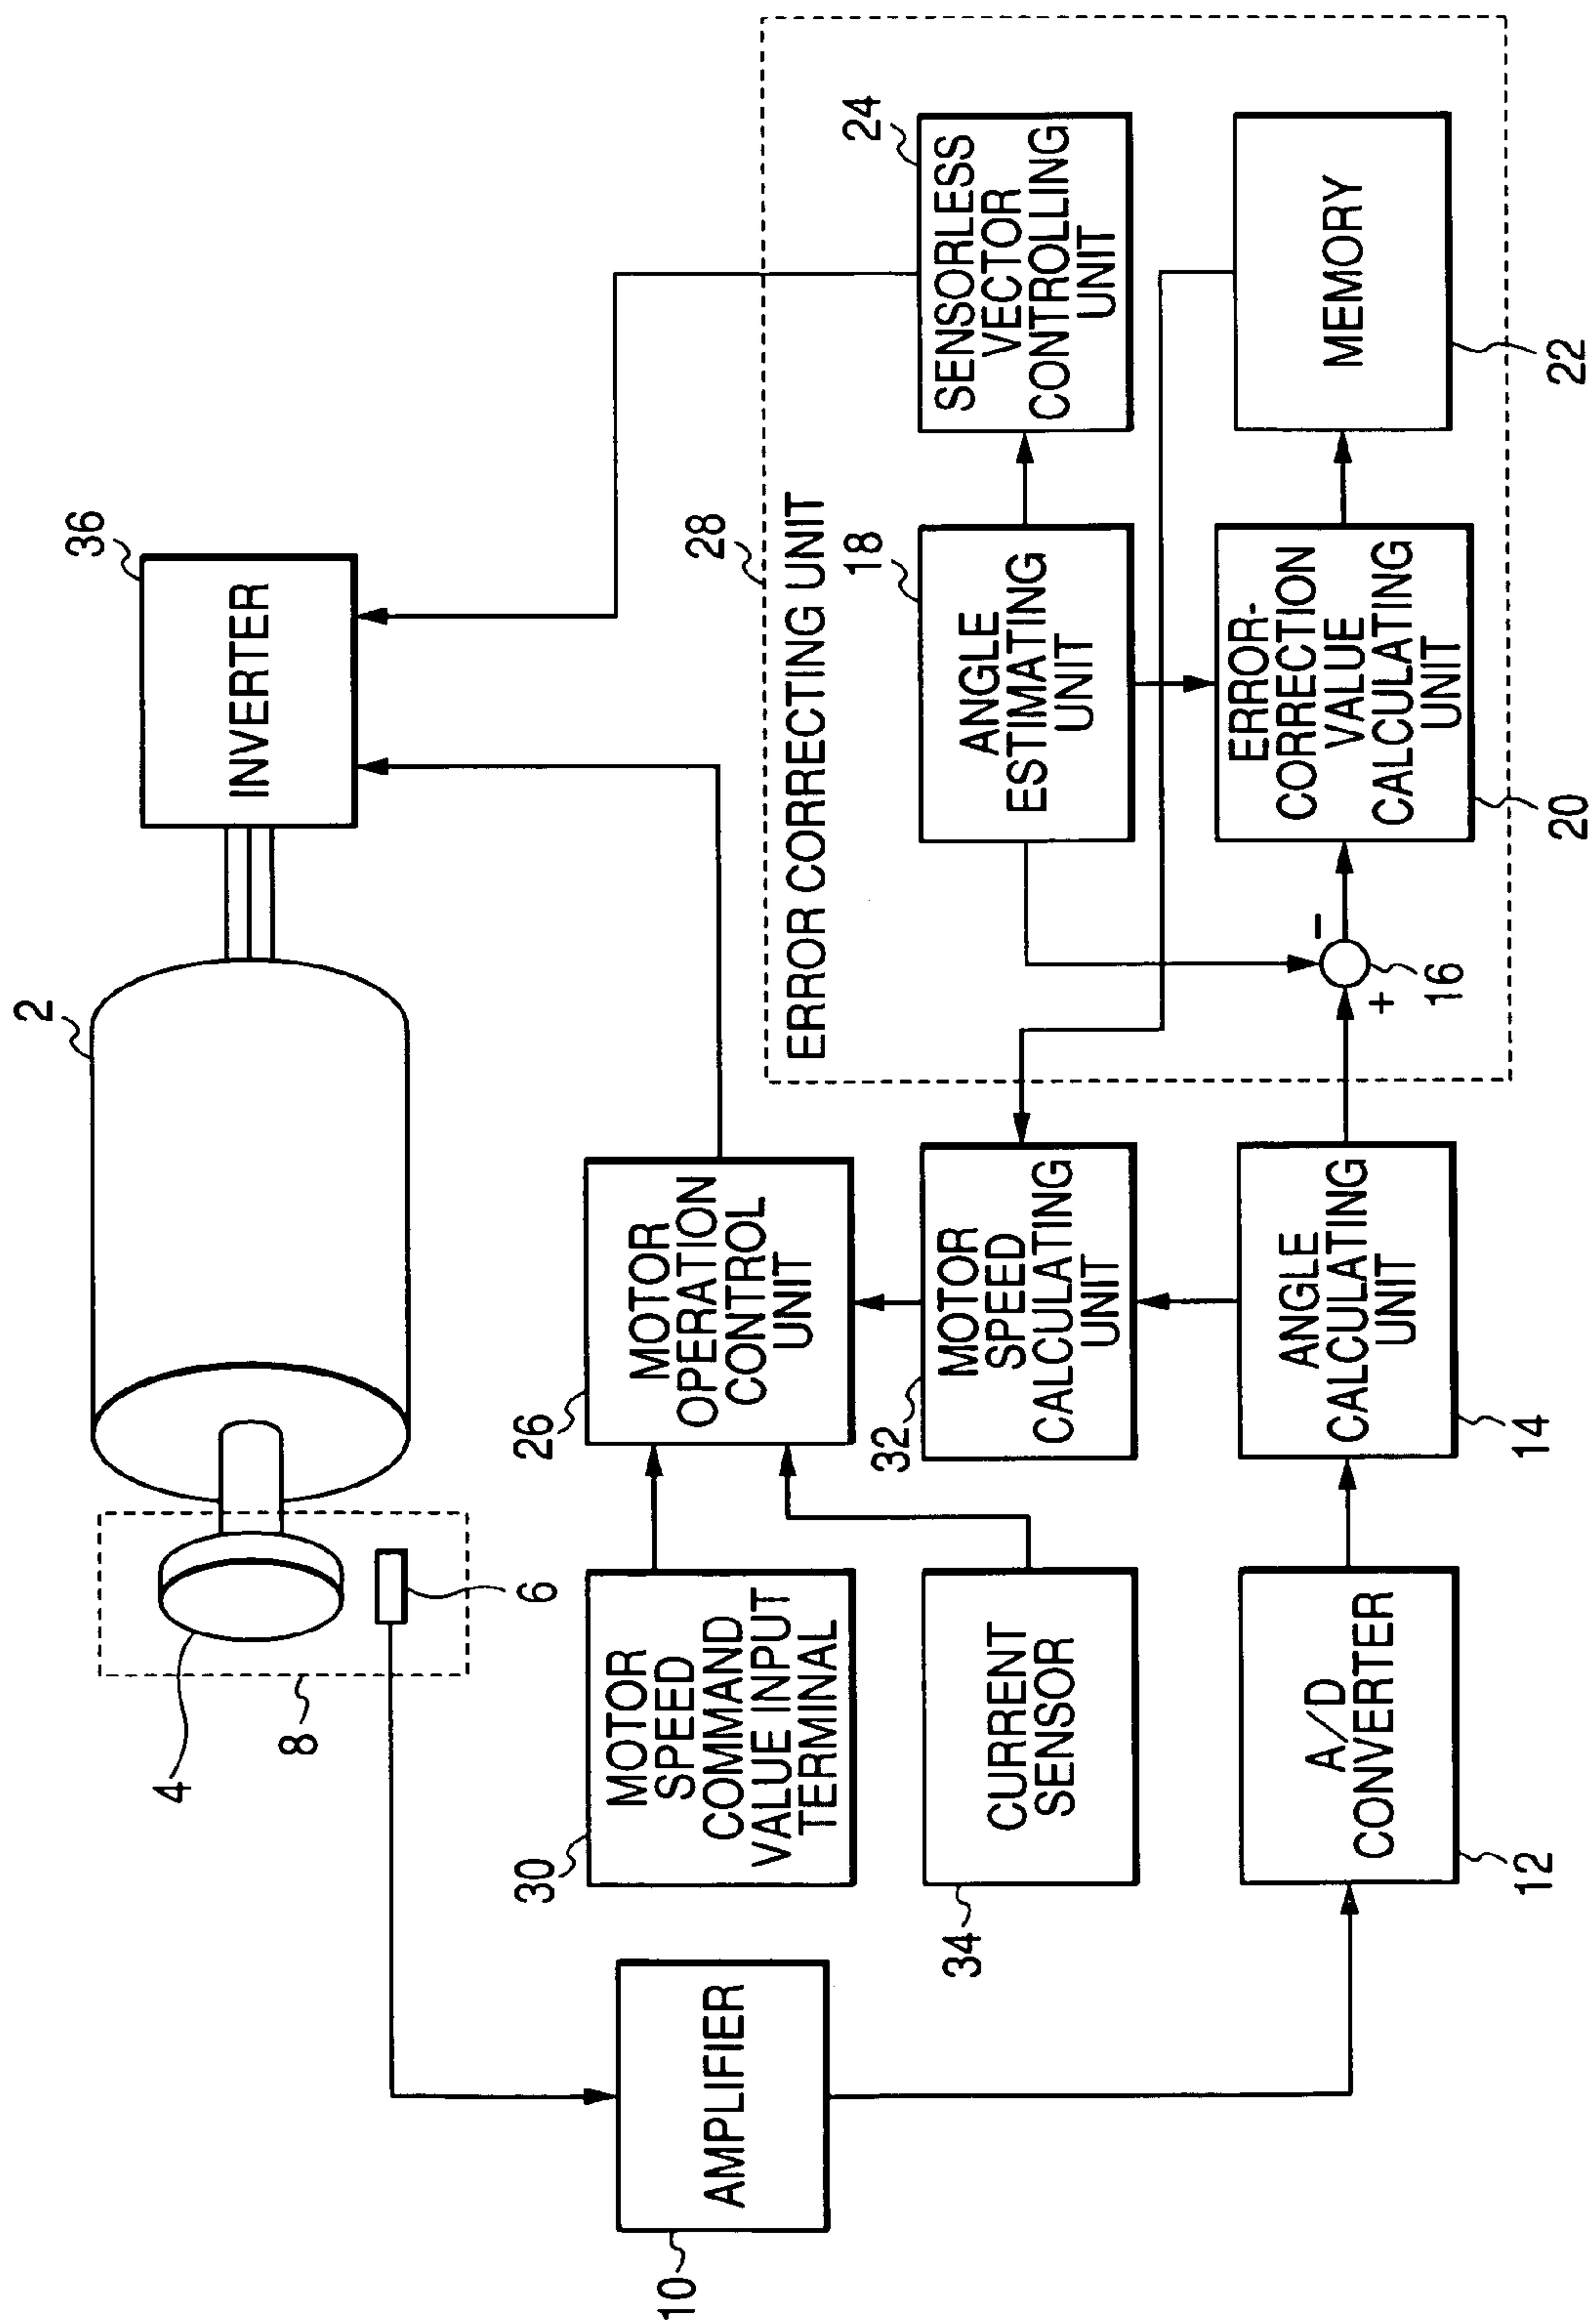 2
36
INVERTER
4
8
6
10
AMPLIFIER
30
MOTOR
SPEED
COMMAND
VALUE INPUT
TERMINAL
26
MOTOR
OPERATION
CONTROL
UNIT
34
CURRENT
SENSOR
32
MOTOR
SPEED
CALCULATING
UNIT
12
A/D
CONVERTER
14
ANGLE
CALCULATING
UNIT
28
ERROR CORRECTING UNIT
18
ANGLE
ESTIMATING
UNIT
24
SENSORLESS
VECTOR
CONTROLLING
UNIT
+
-
16
20
ERROR-
CORRECTION
VALUE
CALCULATING
UNIT
22
MEMORY